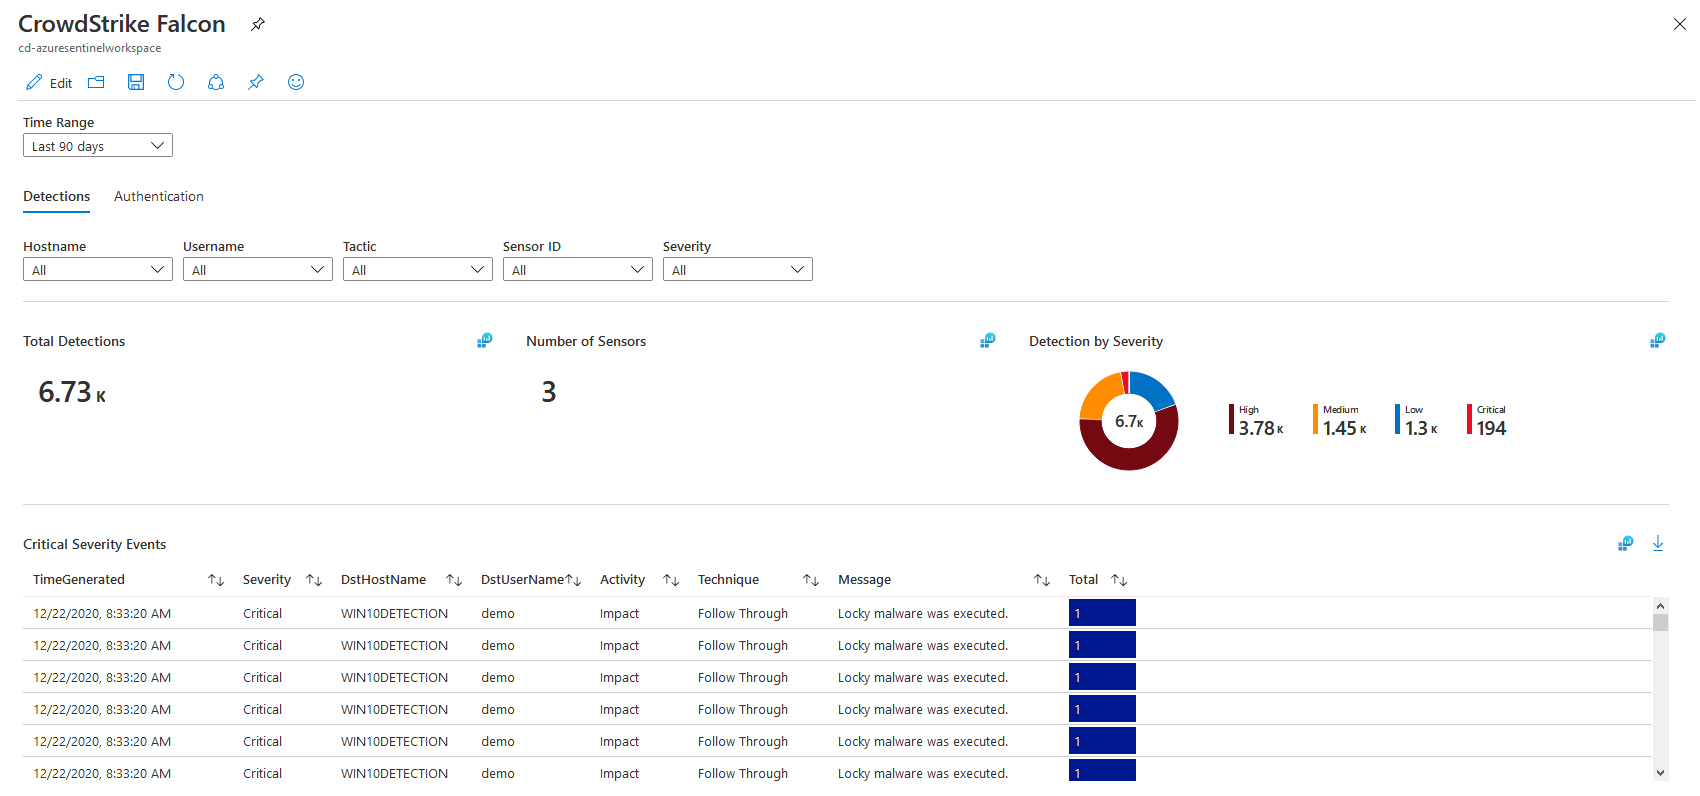 CrowdStrike Falcon
cd-azuresentinelworkspace
Edit
Time Range
Last 90 days
Detections Authentication
Hostname Username Tactic Sensor ID Severity
All All All All All
Total Detections Number of Sensors Detection by Severity
6.73 K 3
6.7K
High Medium Low Critical
3.78 K 1.45 K 1.3 K 194
Critical Severity Events
TimeGenerated Severity DstHostName DstUserName Activity Technique Message Total
12/22/2020, 8:33:20 AM Critical WIN10DETECTION demo Impact Follow Through Locky malware was executed. 1
12/22/2020, 8:33:20 AM Critical WIN10DETECTION demo Impact Follow Through Locky malware was executed. 1
12/22/2020, 8:33:20 AM Critical WIN10DETECTION demo Impact Follow Through Locky malware was executed. 1
12/22/2020, 8:33:20 AM Critical WIN10DETECTION demo Impact Follow Through Locky malware was executed. 1
12/22/2020, 8:33:20 AM Critical WIN10DETECTION demo Impact Follow Through Locky malware was executed. 1
12/22/2020, 8:33:20 AM Critical WIN10DETECTION demo Impact Follow Through Locky malware was executed. 1